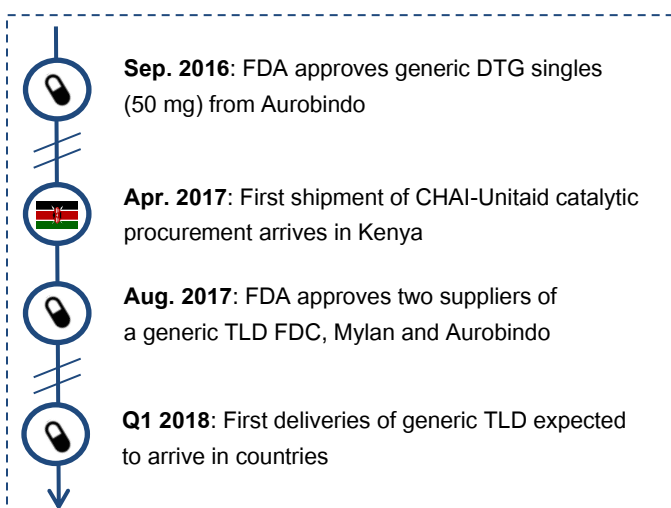 Sep. 2016: FDA approves generic DTG singles
(50 mg) from Aurobindo
Apr. 2017: First shipment of CHAI-Unitaid catalytic
procurement arrives in Kenya
Aug. 2017: FDA approves two suppliers of
a generic TLD FDC, Mylan and Aurobindo
Q1 2018: First deliveries of generic TLD expected
to arrive in countries